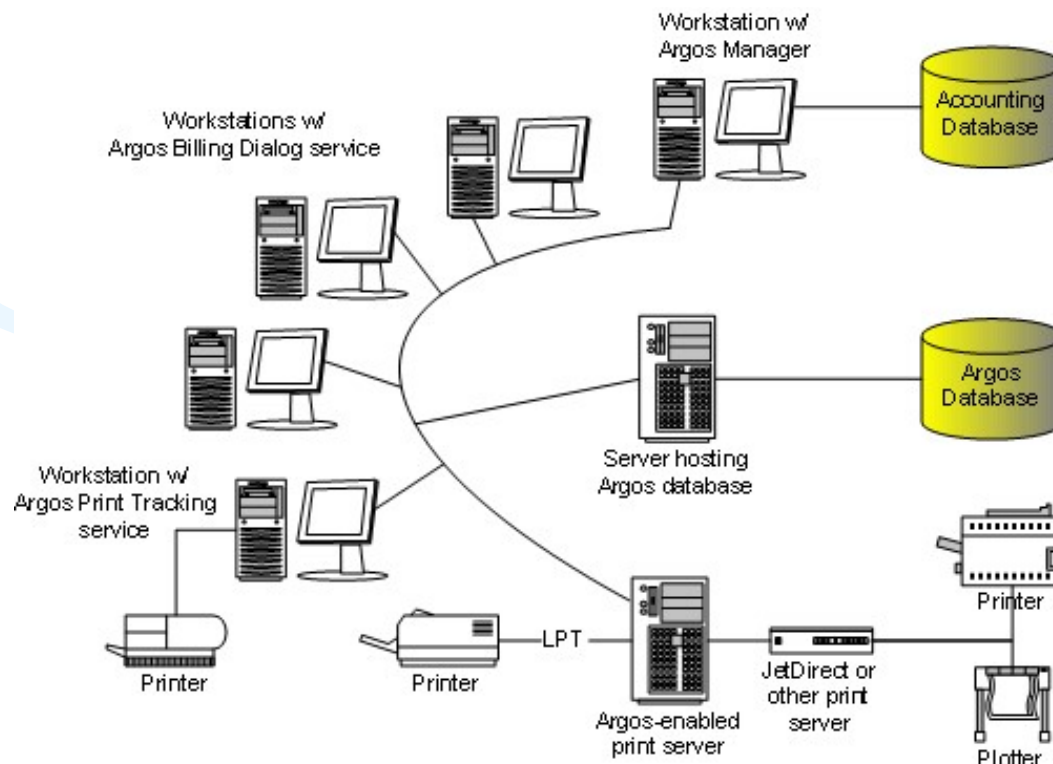 Workstation w/
Argos Manager
Accounting
Database
Workstations w/
Argos Billing Dialog service
Argos
Database
Server hosting
Argos database
Workstation w/
Argos Print Tracking
service
Printer
Printer
LPT
Argos-enabled
print server
JetDirect or
other print
server
Printer
Plotter